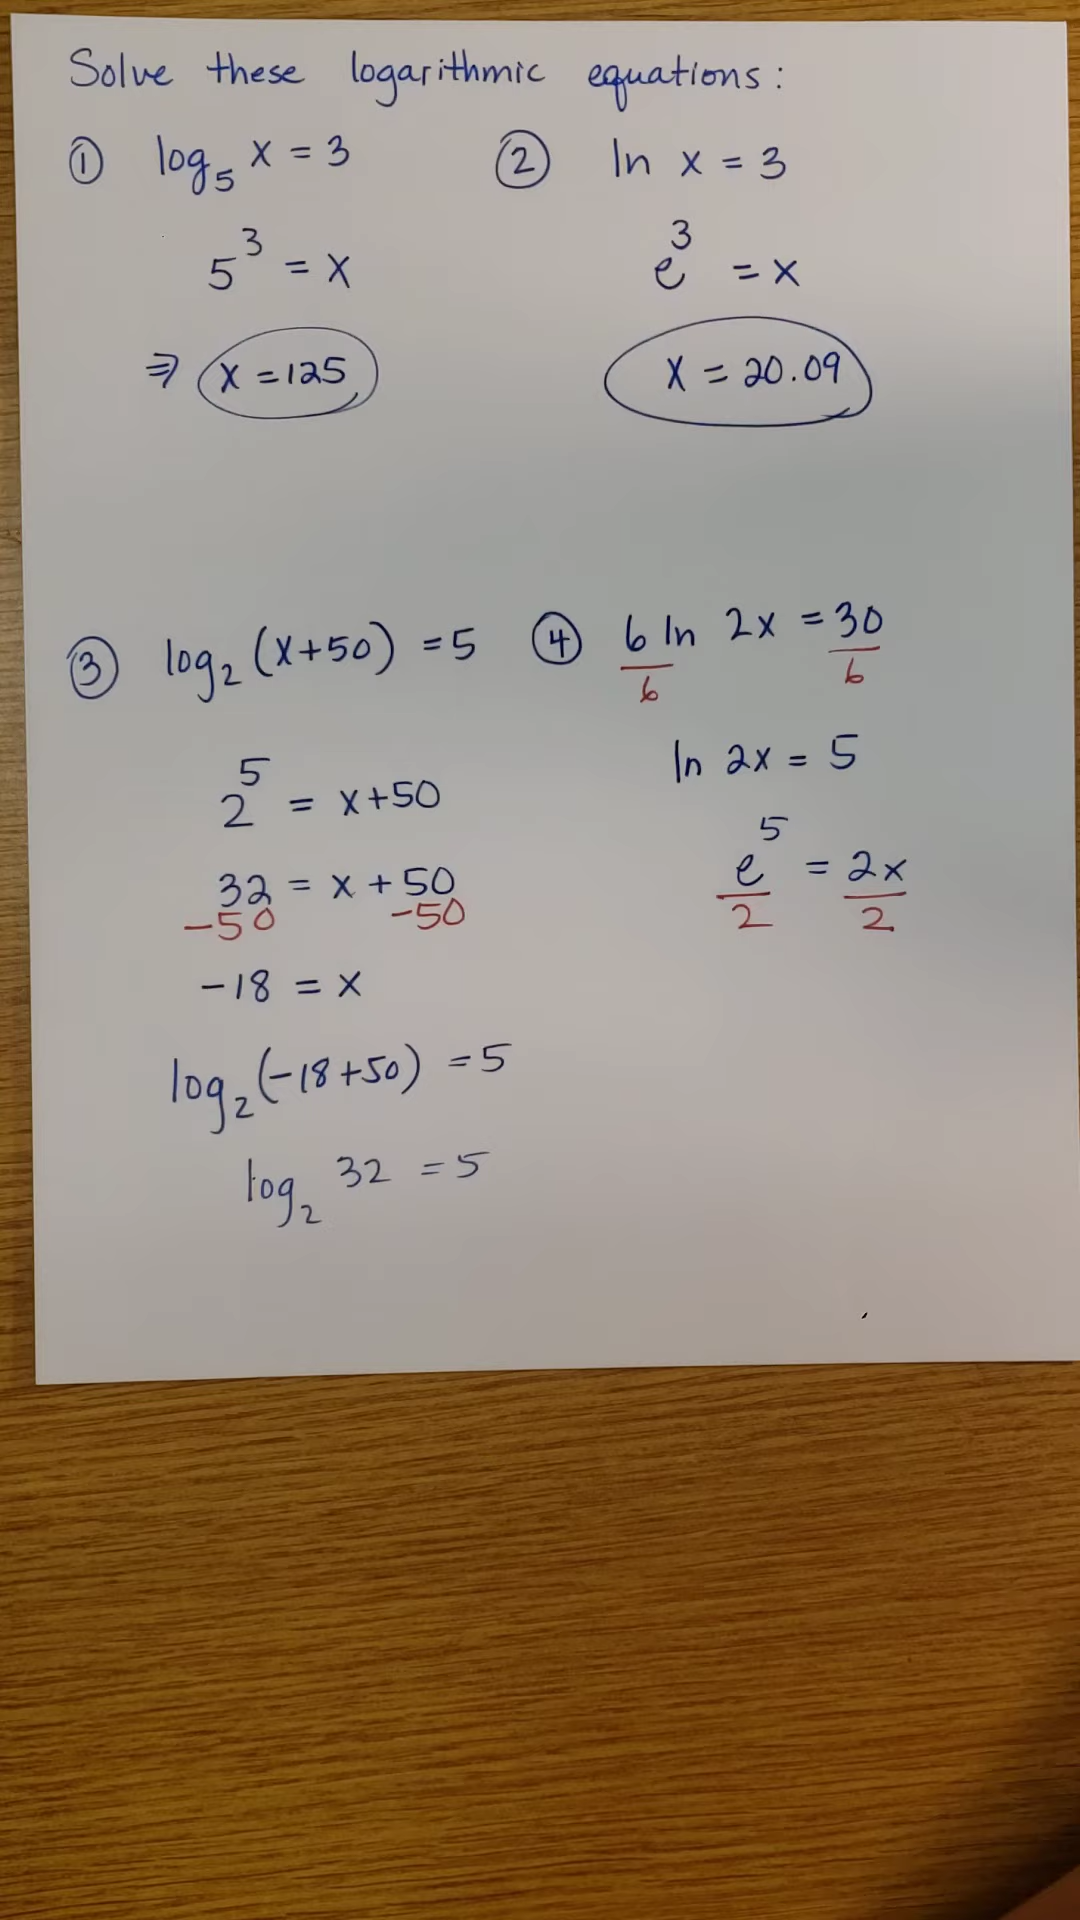 Solve these logarithmic equations:
① log₅ x = 3
5³ = x
⇒ x = 125
② ln x = 3
e³ = x
x = 20.09
③ log₂ (x+50) = 5
2⁵ = x+50
32 = x + 50
-50 -50
-18 = x
log₂ (-18+50) = 5
log₂ 32 = 5
④ 6 ln 2x = 30
6 6
ln 2x = 5
e⁵ = 2x
2 2